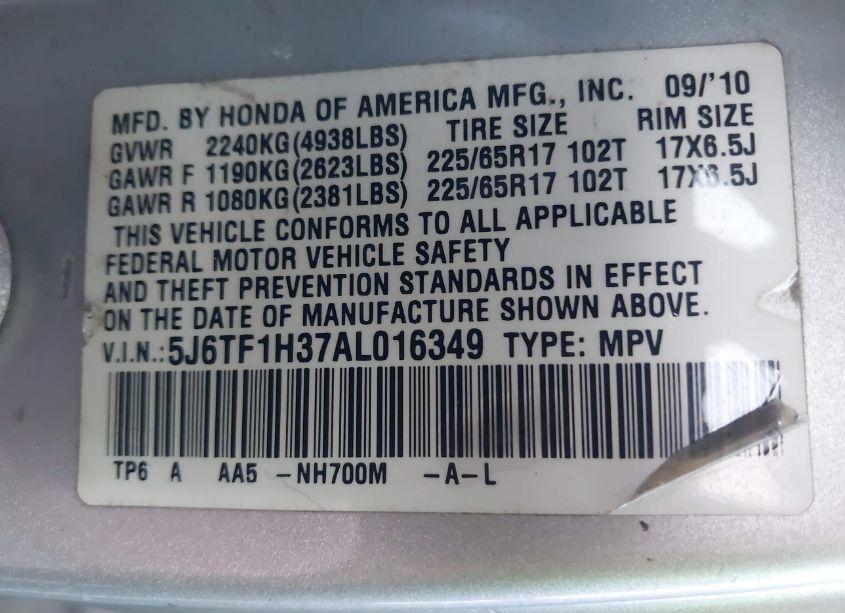 MFD. BY HONDA OF AMERICA MFG., INC. 09/'10
GVWR 2240KG(4938LBS) TIRE SIZE RIM SIZE
GAWR F 1190KG(2623LBS) 225/65R17 102T 17X6.5J
GAWR R 1080KG(2381LBS) 225/65R17 102T 17X6.5J
THIS VEHICLE CONFORMS TO ALL APPLICABLE
FEDERAL MOTOR VEHICLE SAFETY
AND THEFT PREVENTION STANDARDS IN EFFECT
ON THE DATE OF MANUFACTURE SHOWN ABOVE.
V.I.N.: 5J6TF1H37AL016349 TYPE: MPV
TP6 A AA5 -NH700M -A-L